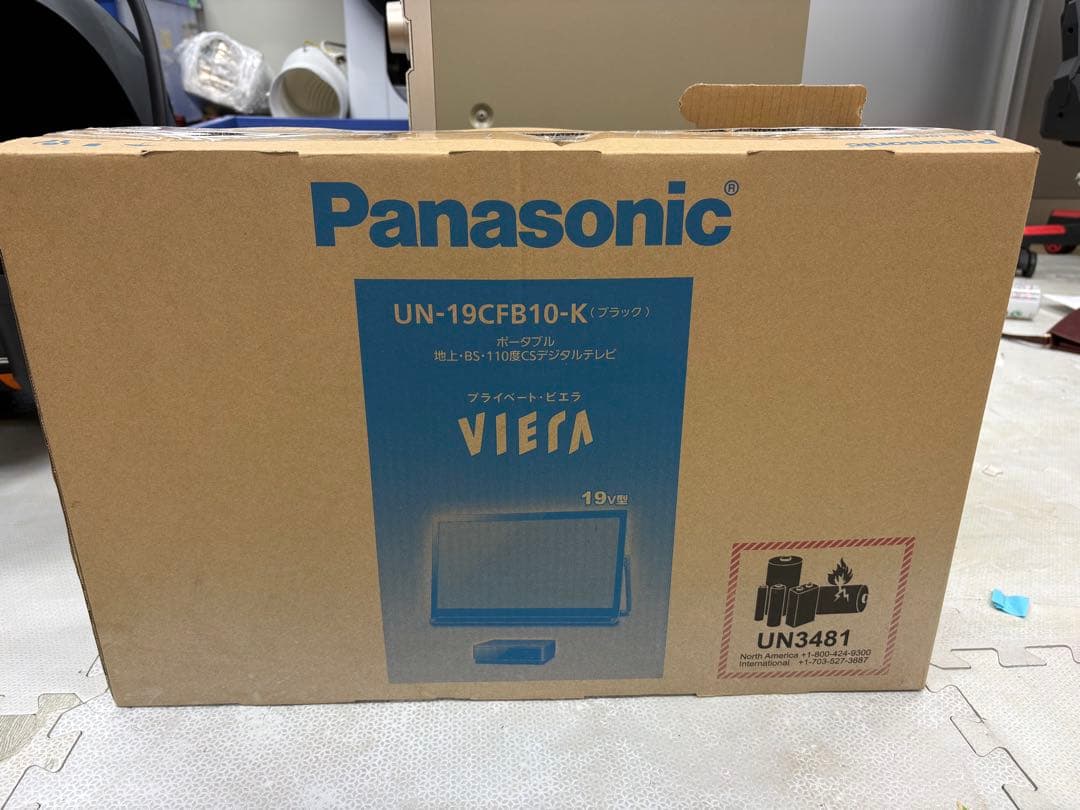 Panasonic
Panasonic®
UN-19CFB10-K（ブラック）
ポータブル
地上・BS・110度CSデジタルテレビ
プライベート・ビエラ
VIERA
19V型
UN3481
North America +1-800-424-9300
International +1-703-527-3887